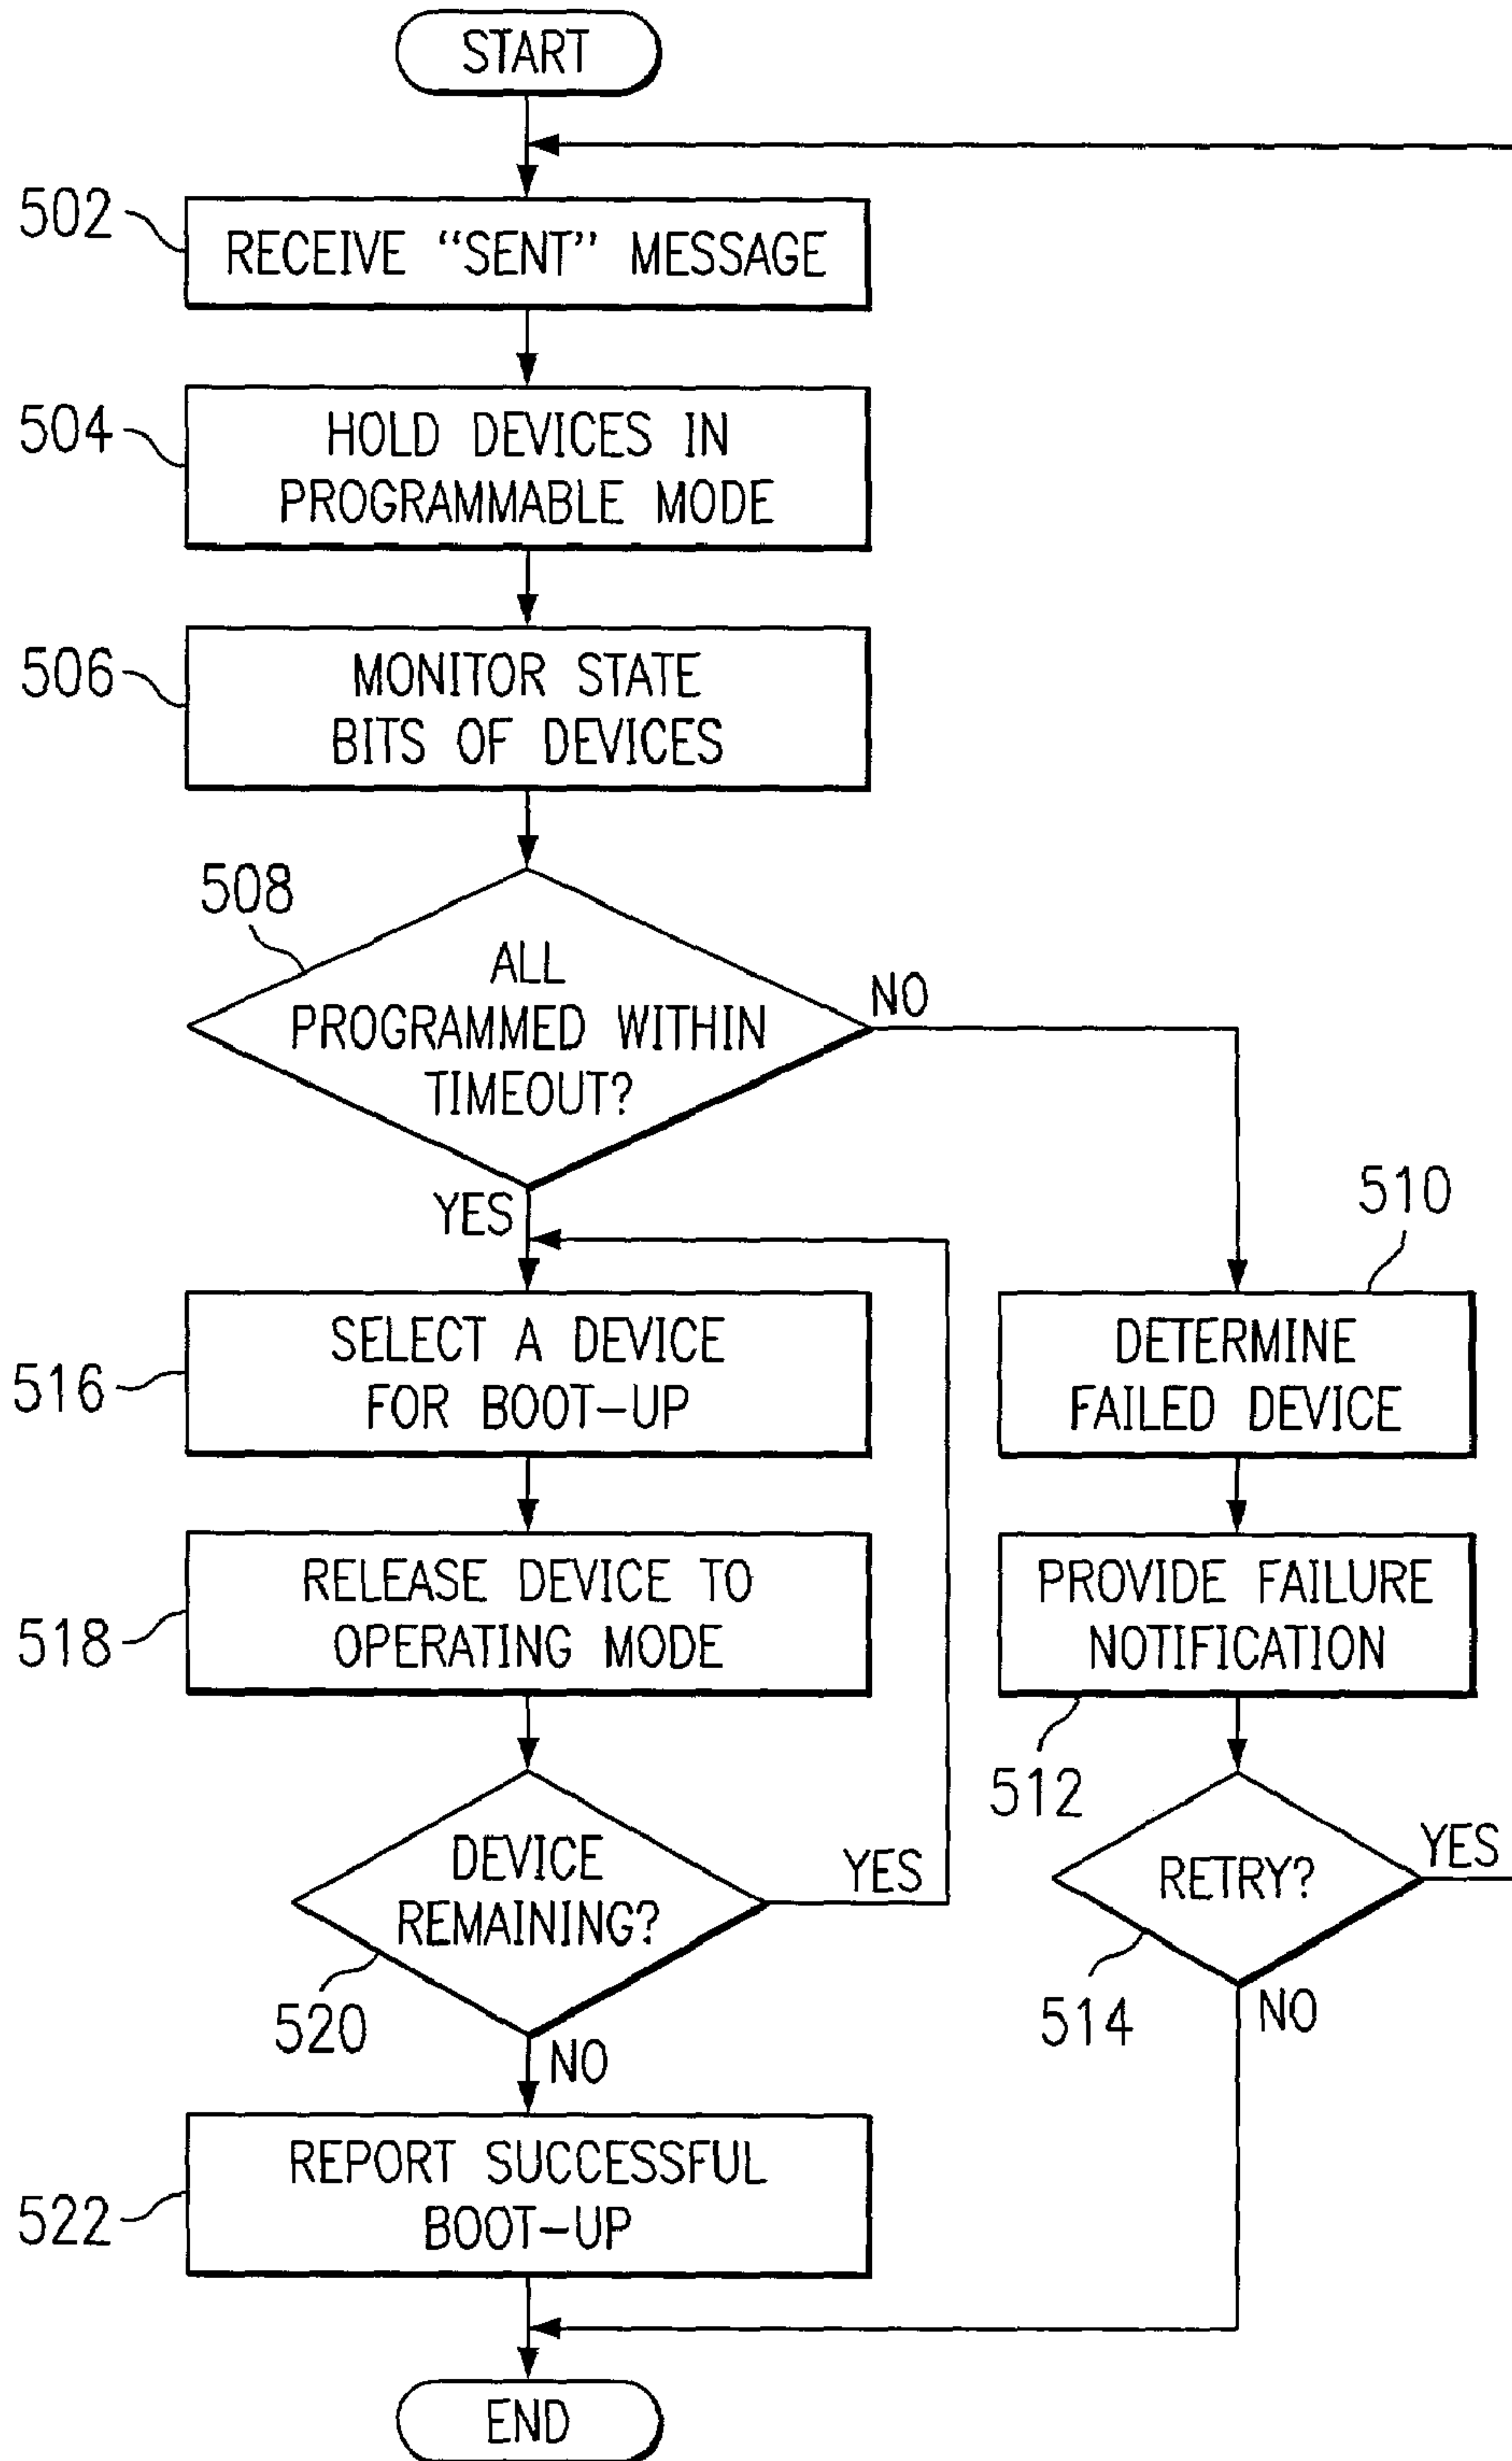 START
502
RECEIVE “SENT” MESSAGE
504
HOLD DEVICES IN
PROGRAMMABLE MODE
506
MONITOR STATE
BITS OF DEVICES
508
ALL
PROGRAMMED WITHIN
TIMEOUT?
NO
YES
510
516
SELECT A DEVICE
FOR BOOT-UP
DETERMINE
FAILED DEVICE
518
RELEASE DEVICE TO
OPERATING MODE
PROVIDE FAILURE
NOTIFICATION
512
DEVICE
REMAINING?
YES
RETRY?
YES
520
NO
514
NO
522
REPORT SUCCESSFUL
BOOT-UP
END